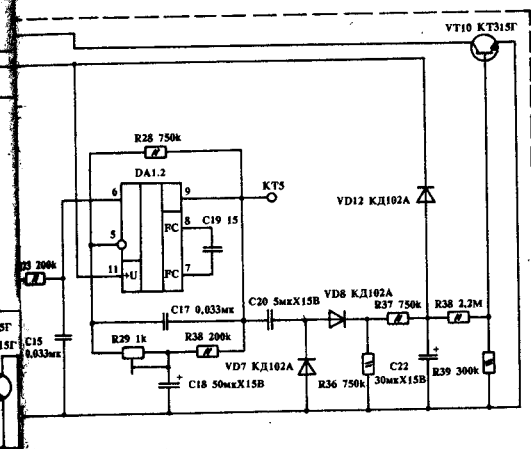 VT10 КТ315Г
R28 750k
DA1.2
6
9
КТ5
8
C19 15
VD12 КД102А
FC
5
11
+U
FC
7
200k
C20 5мкХ15В
VD8 КД102А
R37 750k
R38 2,2М
C17 0,033мк
R29 1k
R38 200k
C15
0,033мк
VD7 КД102А
R36 750k
C22
30мкХ15В
R39 300k
+
C18 50мкХ15В
+
5Г
15Г